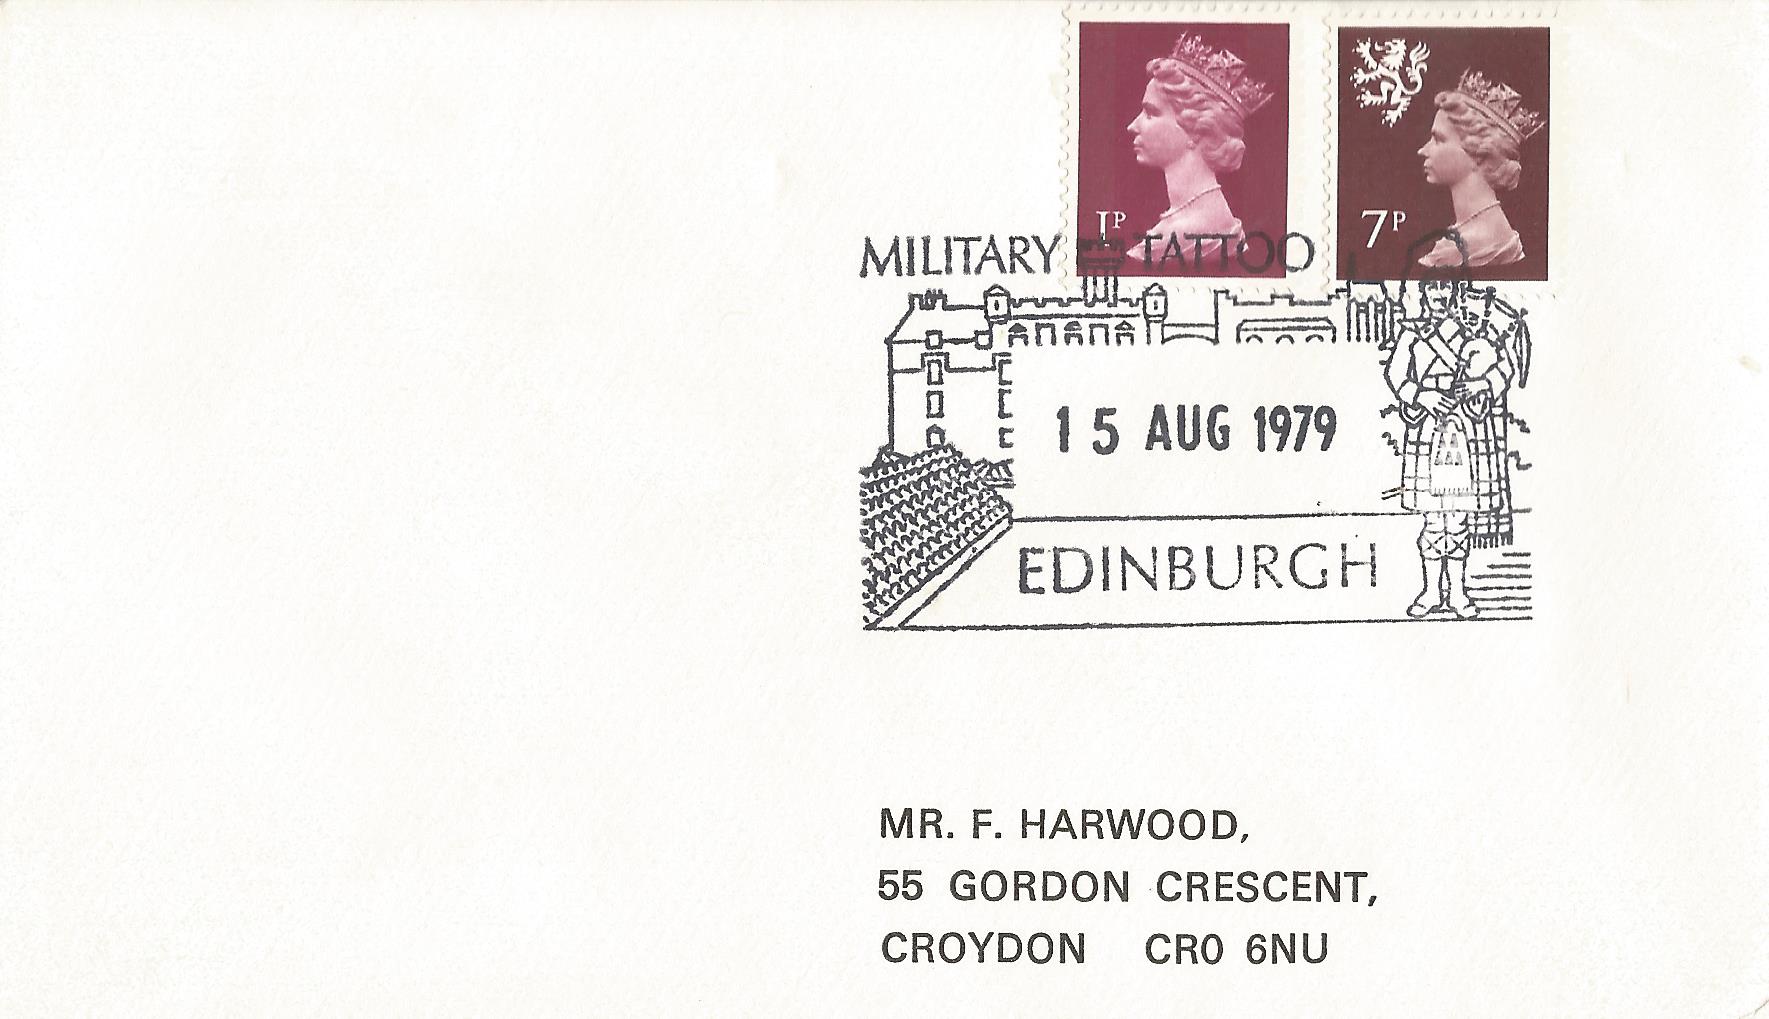 1P
7P
MILITARY TATTOO
15 AUG 1979
EDINBURGH
MR. F. HARWOOD,
55 GORDON CRESCENT,
CROYDON CR0 6NU